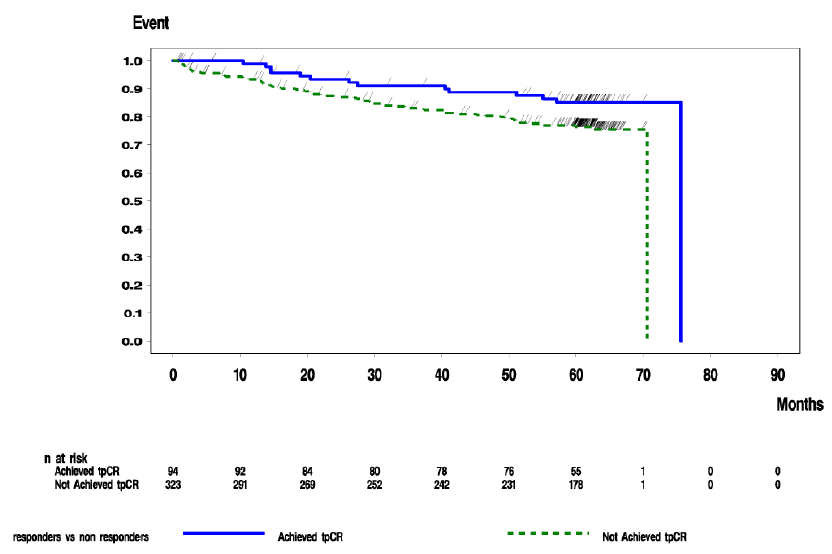 Event
1.0
0.9
0.8
0.7
0.6
0.5
0.4
0.3
0.2
0.1
0.0
0 10 20 30 40 50 60 70 80 90
Months
n at risk
Achieved tpCR 94 92 84 80 78 76 55 1 0 0
Not Achieved tpCR 323 291 269 252 242 231 178 1 0 0
responders vs non responders Achieved tpCR Not Achieved tpCR